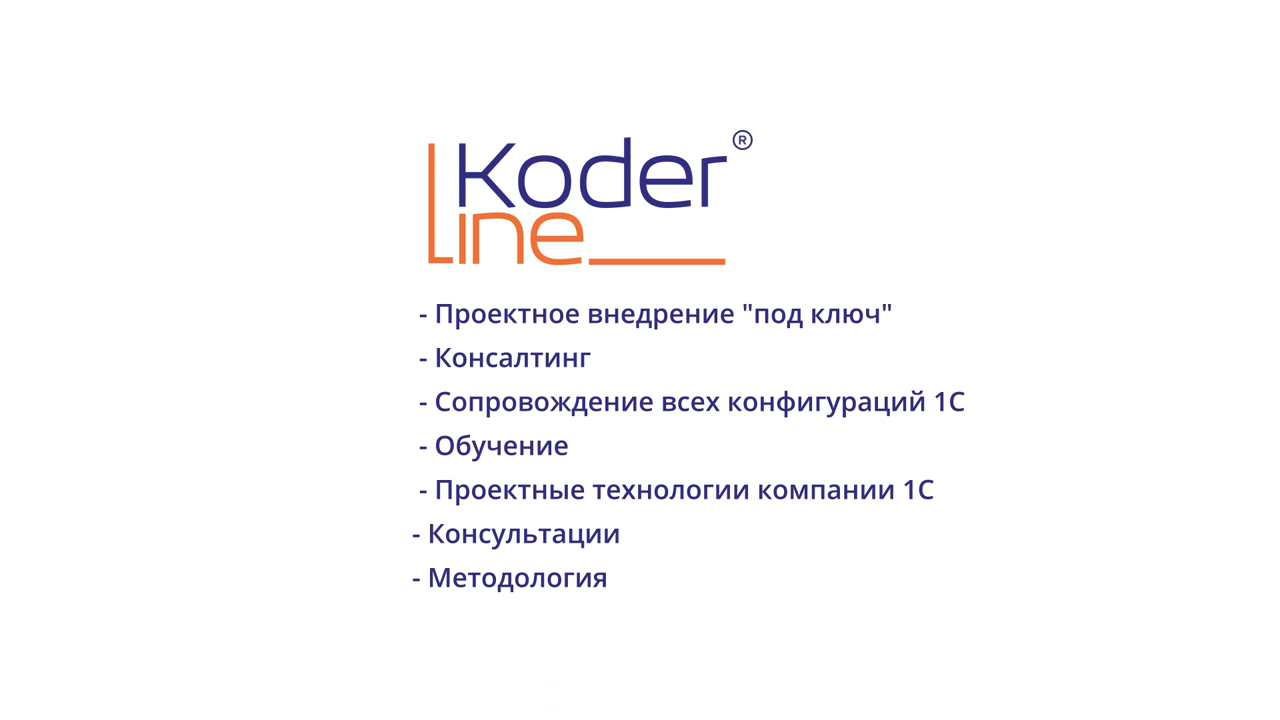 Koder®
Line
- Проектное внедрение "под ключ"
- Консалтинг
- Сопровождение всех конфигураций 1С
- Обучение
- Проектные технологии компании 1С
- Консультации
- Методология